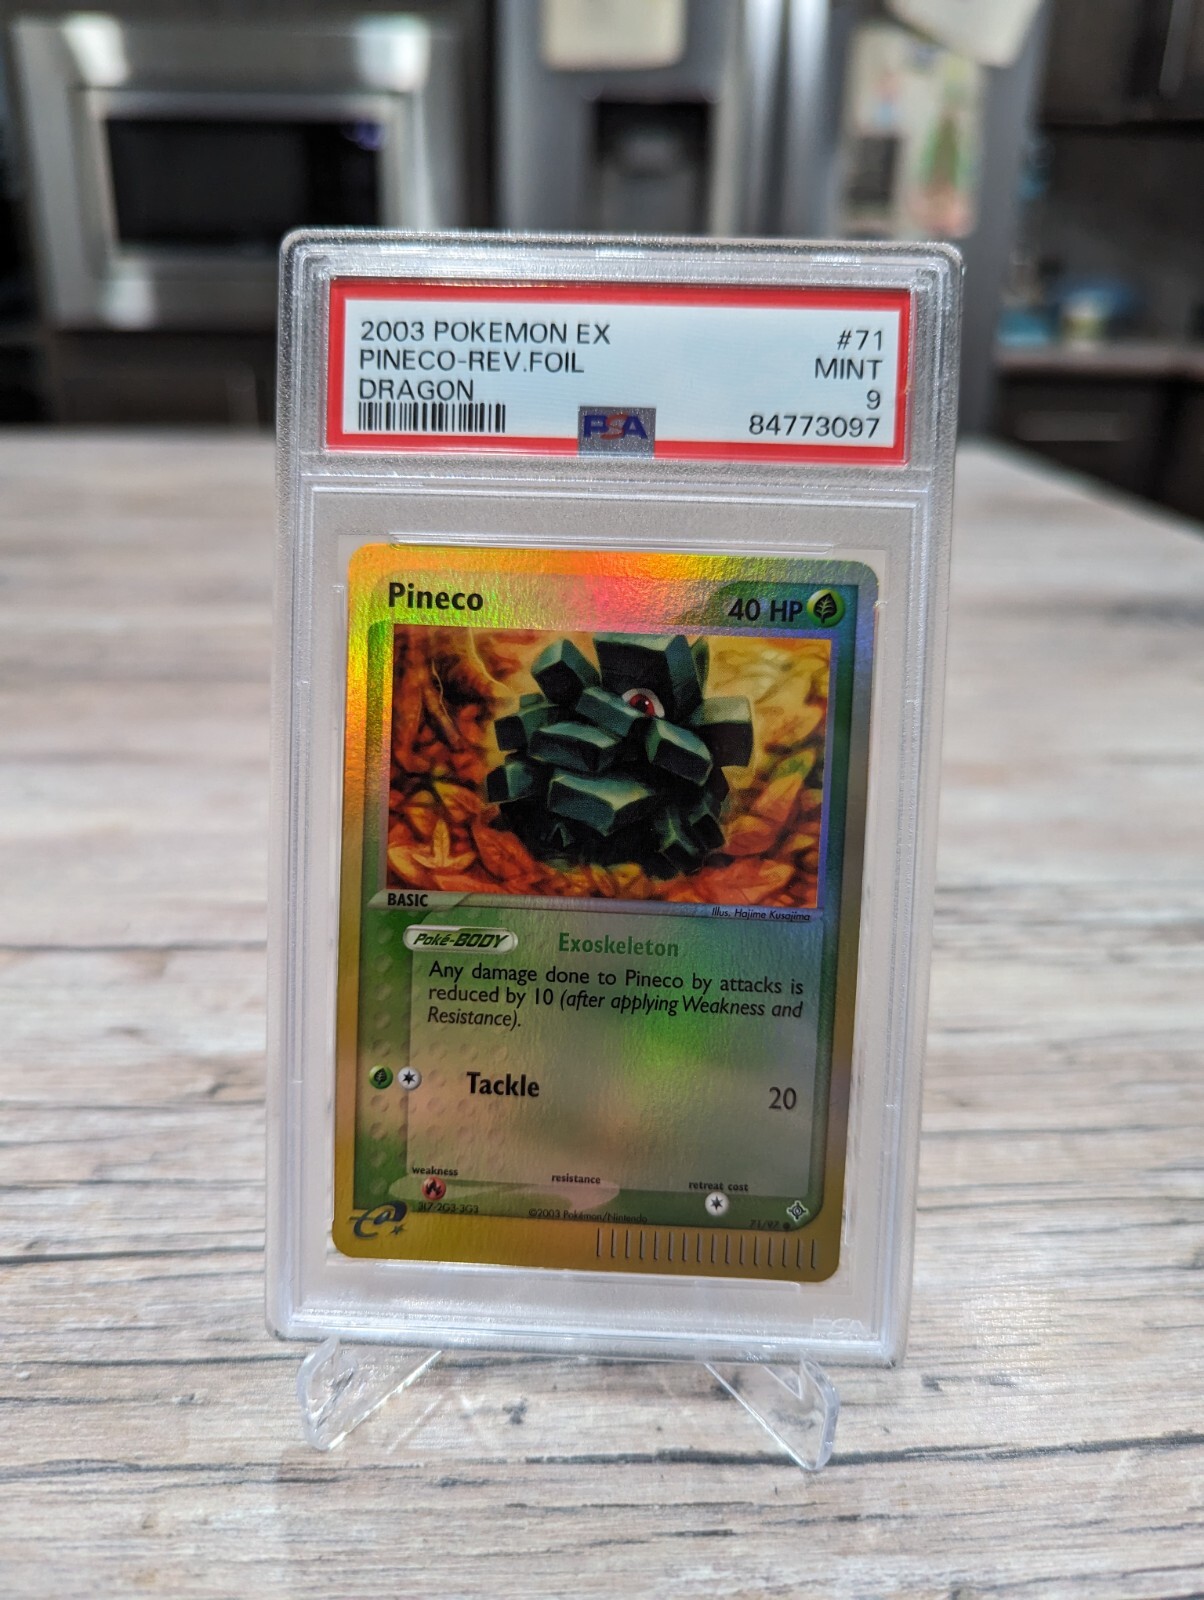 2003 POKEMON EX #71
PINECO-REV.FOIL MINT
DRAGON 9
PSA 84773097
Pineco 40 HP
BASIC
Illus. Hajime Kusajima
Poké-BODY Exoskeleton
Any damage done to Pineco by attacks is
reduced by 10 (after applying Weakness and
Resistance).
Tackle 20
weakness resistance retreat cost
©2003 Pokémon/Nintendo 71/97